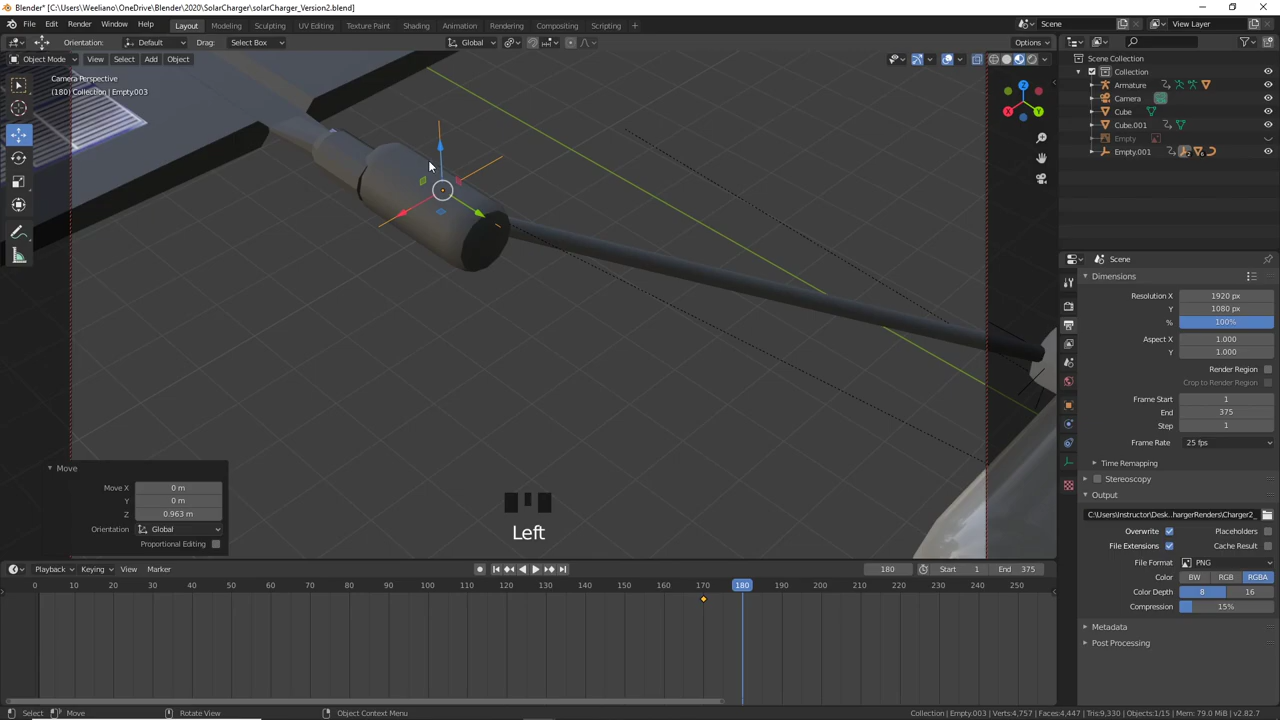 Blender* [C:\Users\Weeliano\OneDrive\Blender\2020\SolarCharger\solarCharger_Version2.blend]
File Edit Render Window Help Layout Modeling Sculpting UV Editing Texture Paint Shading Animation Rendering Compositing Scripting + Scene View Layer
Orientation: Default Drag: Select Box Global Options
Object Mode View Select Add Object
Camera Perspective
(180) Collection | Empty.003
Scene Collection
Collection
Armature
Camera
Cube
Cube.001
Empty
Empty.001
X Y Z
Scene
Dimensions
Resolution X 1920 px
Y 1080 px
% 100%
Aspect X 1.000
Y 1.000
Render Region
Crop to Render Region
Frame Start 1
End 375
Step 1
Frame Rate 25 fps
Time Remapping
Stereoscopy
Output
C:\Users\Instructor\Desk..hargerRenders\Charger2_
Overwrite Placeholders
File Extensions Cache Result
File Format PNG
Color BW RGB RGBA
Color Depth 8 16
Compression 15%
Metadata
Post Processing
Move
Move X 0 m
Y 0 m
Z 0.963 m
Orientation Global
Proportional Editing
Left
Playback Keying View Marker 180 Start 1 End 375
0 10 20 30 40 50 60 70 80 90 100 110 120 130 140 150 160 170 180 190 200 210 220 230 240 250
Select Move Rotate View Object Context Menu Collection | Empty.003 | Verts:4,757 | Faces:4,447 | Tris:9,330 | Objects:1/15 | Mem: 79.0 MiB | v2.82.7